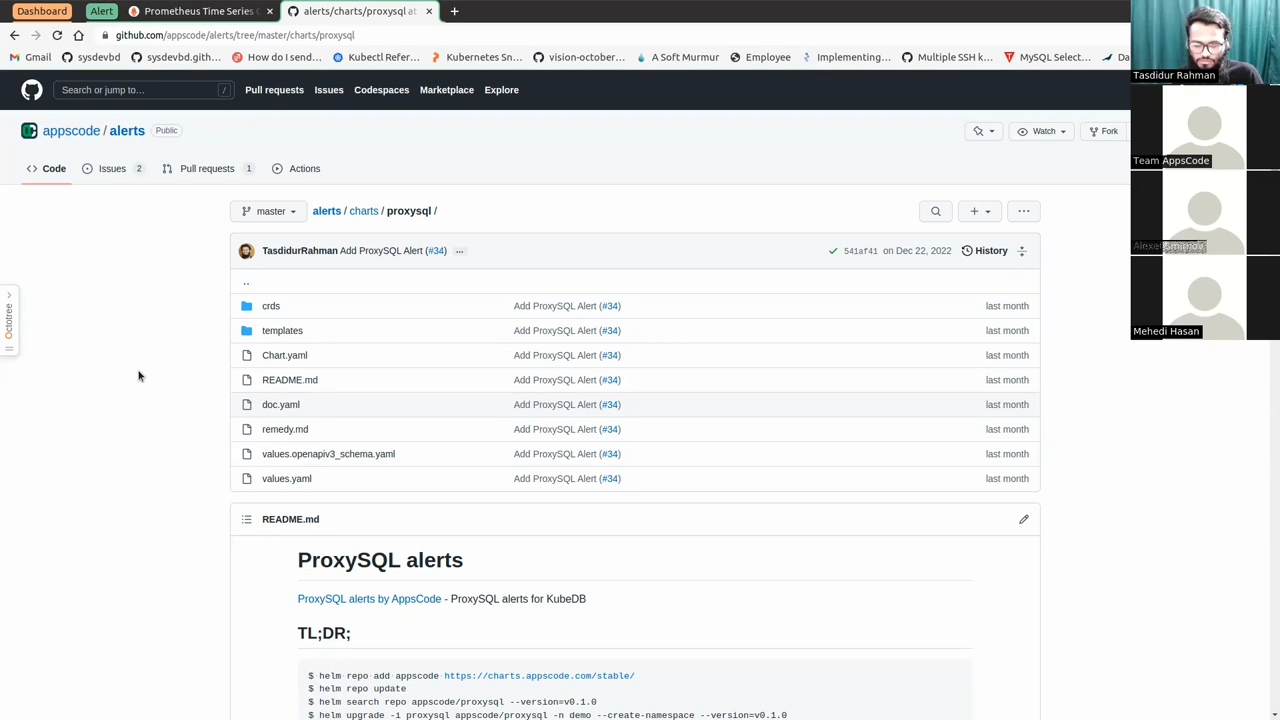 Dashboard Alert Prometheus Time Series C alerts/charts/proxysql at
github.com/appscode/alerts/tree/master/charts/proxysql
Gmail sysdevbd sysdevbd.gith... How do I send... Kubectl Refer... Kubernetes Sn... vision-october... A Soft Murmur Employee Implementing... Multiple SSH k... MySQL Select... Da
Search or jump to... / Pull requests Issues Codespaces Marketplace Explore
appscode / alerts Public Watch Fork
Code Issues 2 Pull requests 1 Actions
master alerts / charts / proxysql /
TasdidurRahman Add ProxySQL Alert (#34) ... 541af41 on Dec 22, 2022 History
..
crds Add ProxySQL Alert (#34) last month
templates Add ProxySQL Alert (#34) last month
Chart.yaml Add ProxySQL Alert (#34) last month
README.md Add ProxySQL Alert (#34) last month
doc.yaml Add ProxySQL Alert (#34) last month
remedy.md Add ProxySQL Alert (#34) last month
values.openapiv3_schema.yaml Add ProxySQL Alert (#34) last month
values.yaml Add ProxySQL Alert (#34) last month
Octotree
README.md
ProxySQL alerts
ProxySQL alerts by AppsCode - ProxySQL alerts for KubeDB
TL;DR;
$ helm repo add appscode https://charts.appscode.com/stable/
$ helm repo update
$ helm search repo appscode/proxysql --version=v0.1.0
$ helm upgrade -i proxysql appscode/proxysql -n demo --create-namespace --version=v0.1.0
Tasdidur Rahman
Team AppsCode
Mehedi Hasan